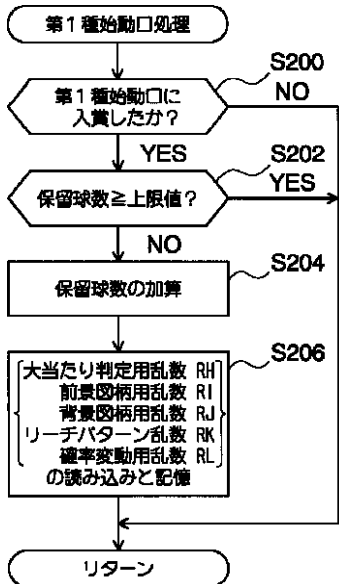 第1種始動口処理
S200
第1種始動口に
入賞したか？
NO
YES
S202
保留球数≧上限値？
YES
NO
S204
保留球数の加算
S206
大当たり判定用乱数 RH
前景図柄用乱数 RI
背景図柄用乱数 RJ
リーチパターン乱数 RK
確率変動用乱数 RL
の読み込みと記憶
リターン